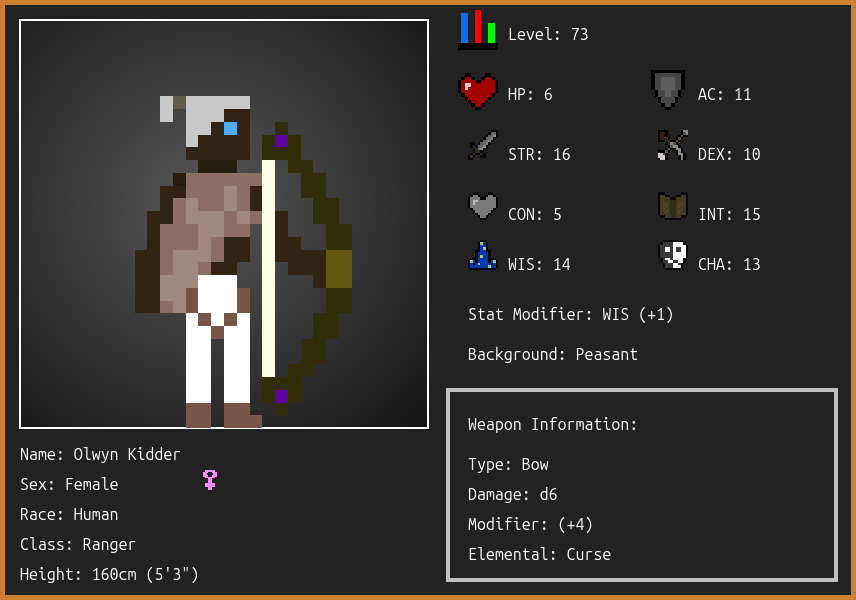 Level: 73
HP: 6
AC: 11
STR: 16
DEX: 10
CON: 5
INT: 15
WIS: 14
CHA: 13
Stat Modifier: WIS (+1)
Background: Peasant
Weapon Information:
Type: Bow
Damage: d6
Modifier: (+4)
Elemental: Curse
Name: Olwyn Kidder
Sex: Female
Race: Human
Class: Ranger
Height: 160cm (5'3")